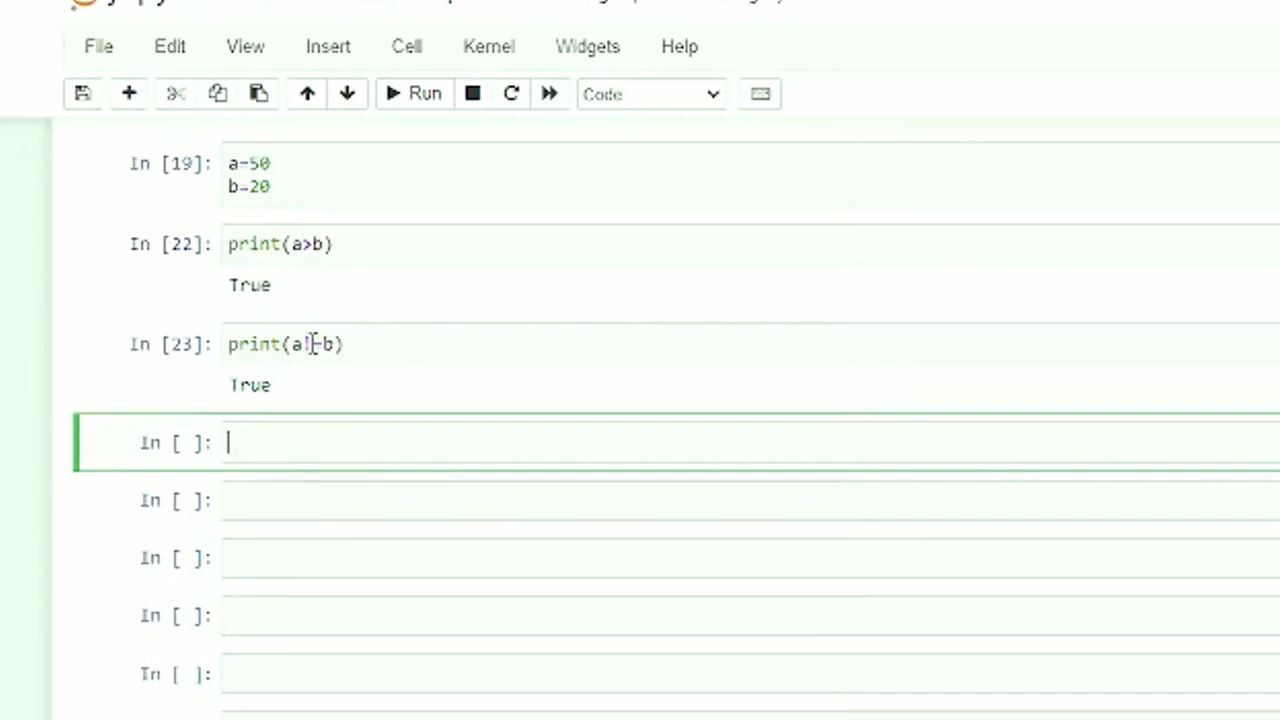 File Edit View Insert Cell Kernel Widgets Help
Run Code
In [19]: a=50
b=20
In [22]: print(a>b)
True
In [23]: print(a!=b)
True
In [ ]:
In [ ]:
In [ ]:
In [ ]:
In [ ]: